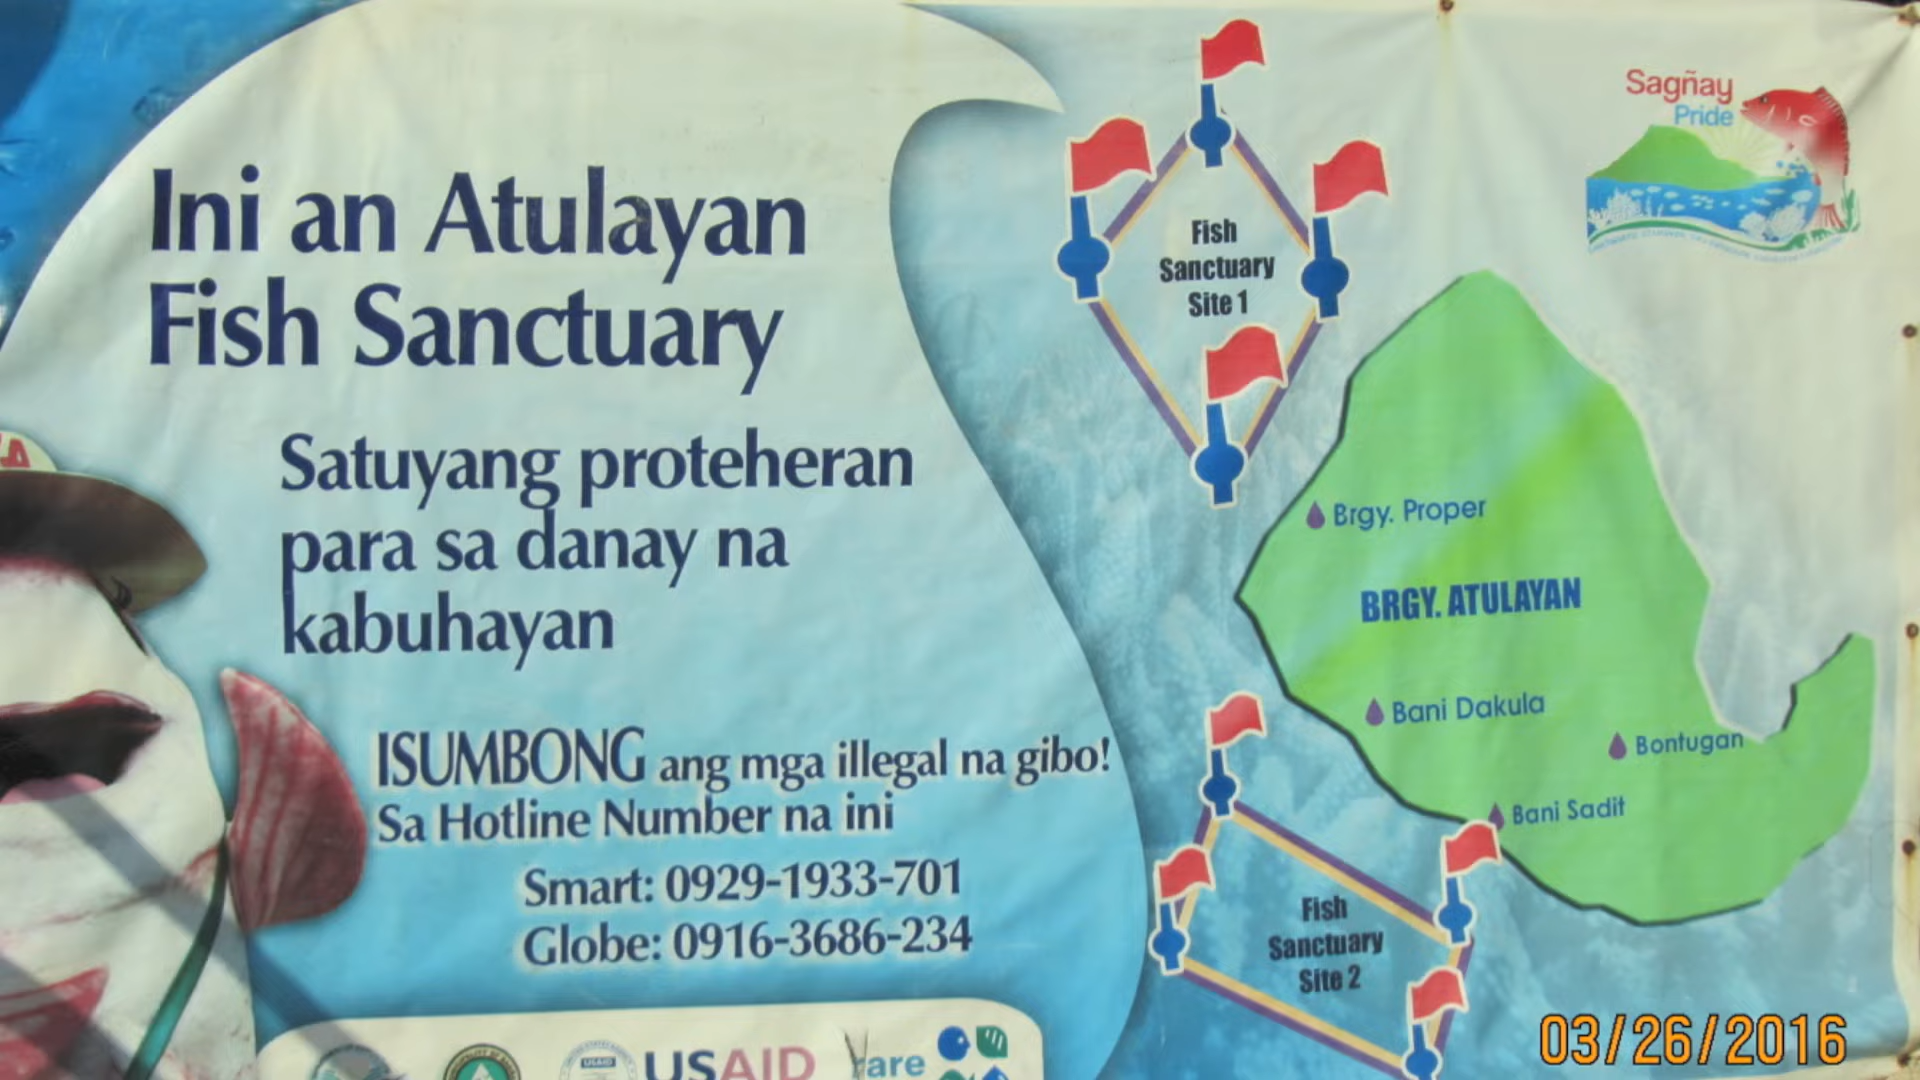 Ini an Atulayan
Fish Sanctuary
Satuyang proteheran
para sa danay na
kabuhayan
ISUMBONG ang mga illegal na gibo!
Sa Hotline Number na ini
Smart: 0929-1933-701
Globe: 0916-3686-234
USAID
USAID
rare
Fish
Sanctuary
Site 1
Sagñay
Pride
Brgy. Proper
BRGY. ATULAYAN
Bani Dakula
Bontugan
Bani Sadit
Fish
Sanctuary
Site 2
03/26/2016